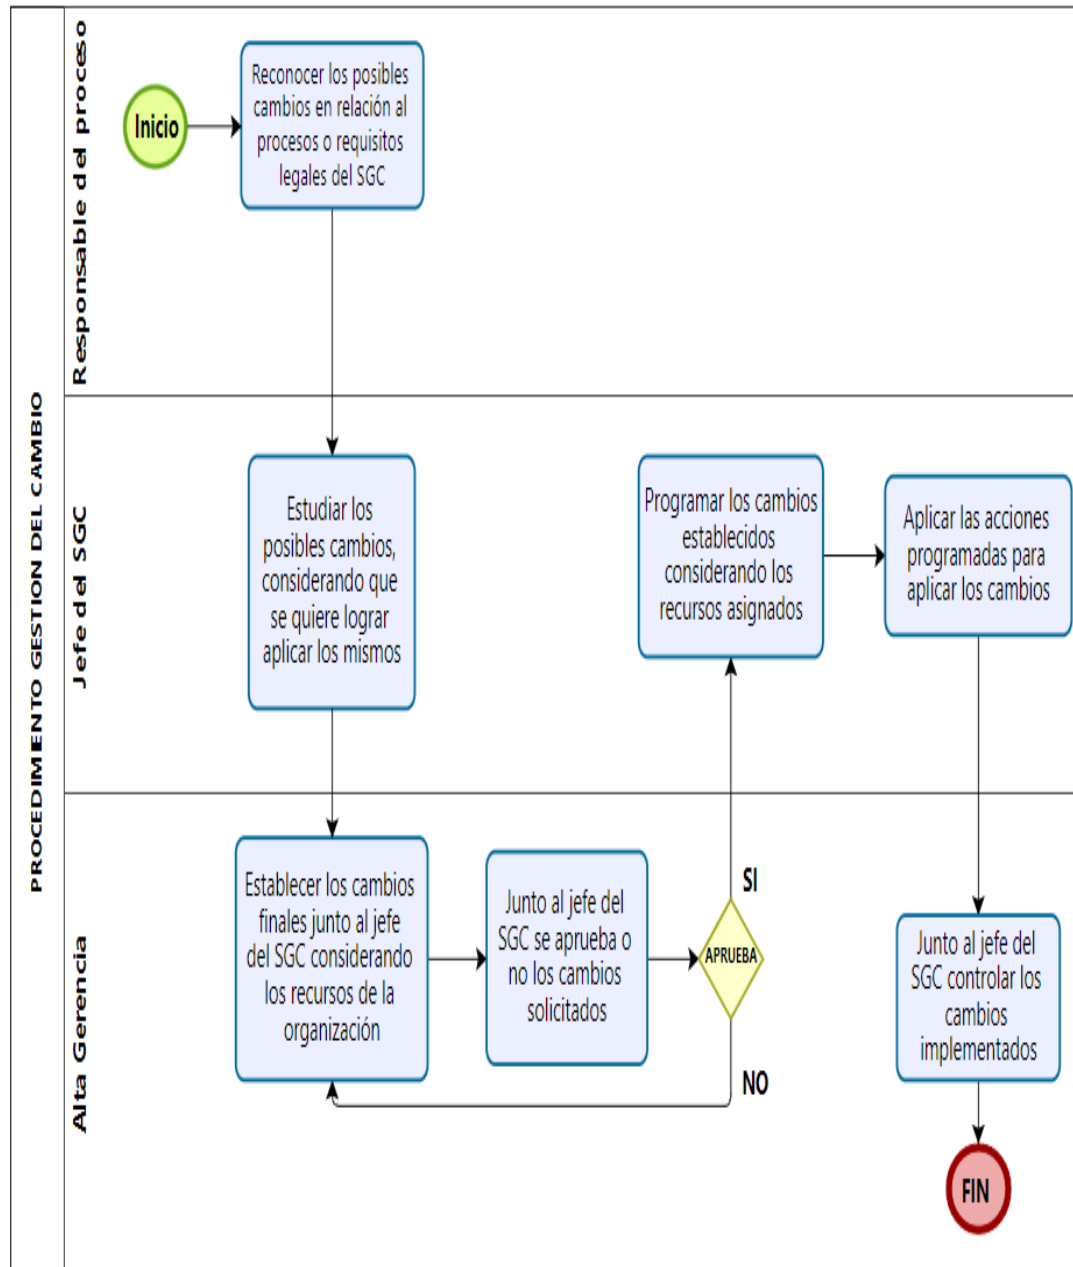 PROCEDIMIENTO GESTION DEL CAMBIO
Responsable del proceso
Inicio
Reconocer los posibles
cambios en relación al
procesos o requisitos
legales del SGC
Jefe del SGC
Estudiar los
posibles cambios,
considerando que
se quiere lograr
aplicar los mismos
Programar los cambios
establecidos
considerando los
recursos asignados
Aplicar las acciones
programadas para
aplicar los cambios
Alta Gerencia
Establecer los cambios
finales junto al jefe
del SGC considerando
los recursos de la
organización
Junto al jefe del
SGC se aprueba o
no los cambios
solicitados
APRUEBA
SI
NO
Junto al jefe del
SGC controlar los
cambios
implementados
FIN